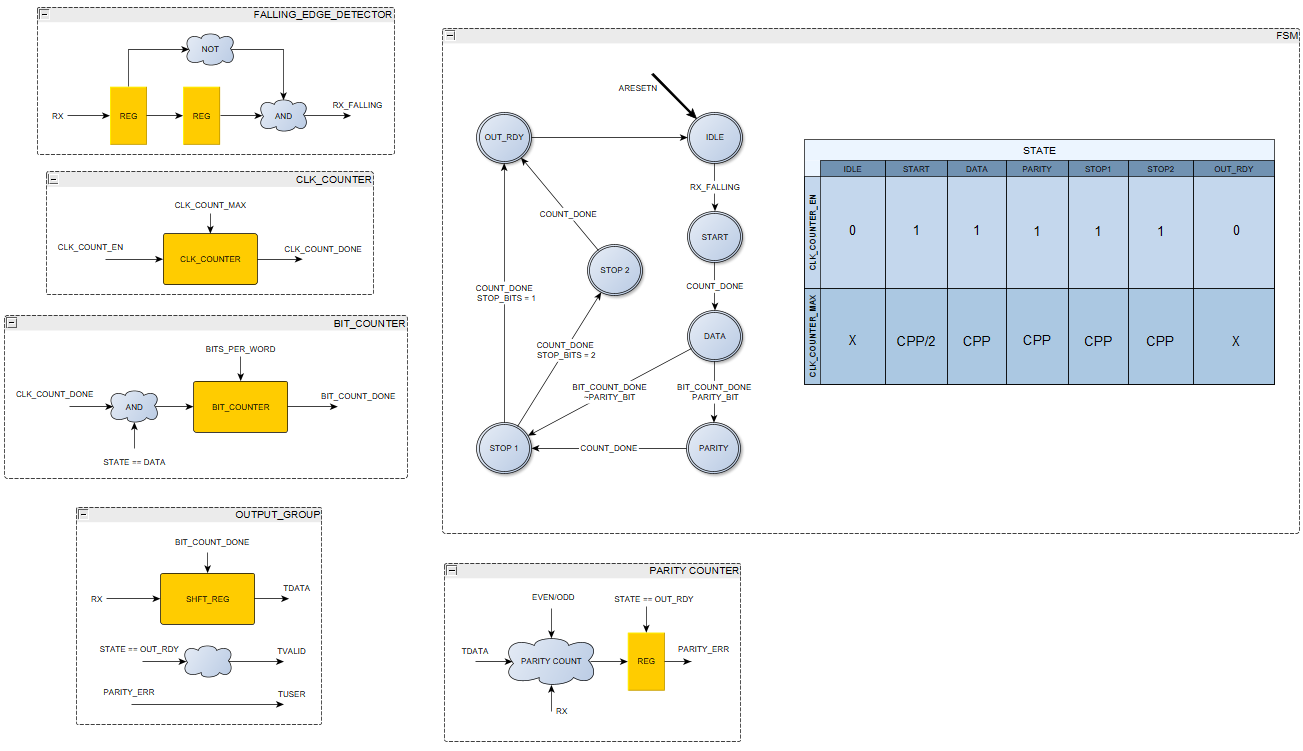 FALLING_EDGE_DETECTOR
NOT
RX
REG
REG
AND
RX_FALLING
CLK_COUNTER
CLK_COUNT_MAX
CLK_COUNT_EN
CLK_COUNTER
CLK_COUNT_DONE
BIT_COUNTER
BITS_PER_WORD
CLK_COUNT_DONE
AND
BIT_COUNTER
BIT_COUNT_DONE
STATE == DATA
OUTPUT_GROUP
BIT_COUNT_DONE
RX
SHFT_REG
TDATA
STATE == OUT_RDY
TVALID
PARITY_ERR
TUSER
FSM
ARESETN
OUT_RDY
IDLE
RX_FALLING
COUNT_DONE
START
STOP 2
COUNT_DONE
COUNT_DONE
STOP_BITS = 1
DATA
COUNT_DONE
STOP_BITS = 2
BIT_COUNT_DONE
~PARITY_BIT
BIT_COUNT_DONE
PARITY_BIT
STOP 1
COUNT_DONE
PARITY
STATE
IDLE START DATA PARITY STOP1 STOP2 OUT_RDY
CLK_COUNTER_EN
0 1 1 1 1 1 0
CLK_COUNTER_MAX
X CPP/2 CPP CPP CPP CPP X
PARITY COUNTER
EVEN/ODD
STATE == OUT_RDY
TDATA
PARITY COUNT
REG
PARITY_ERR
RX